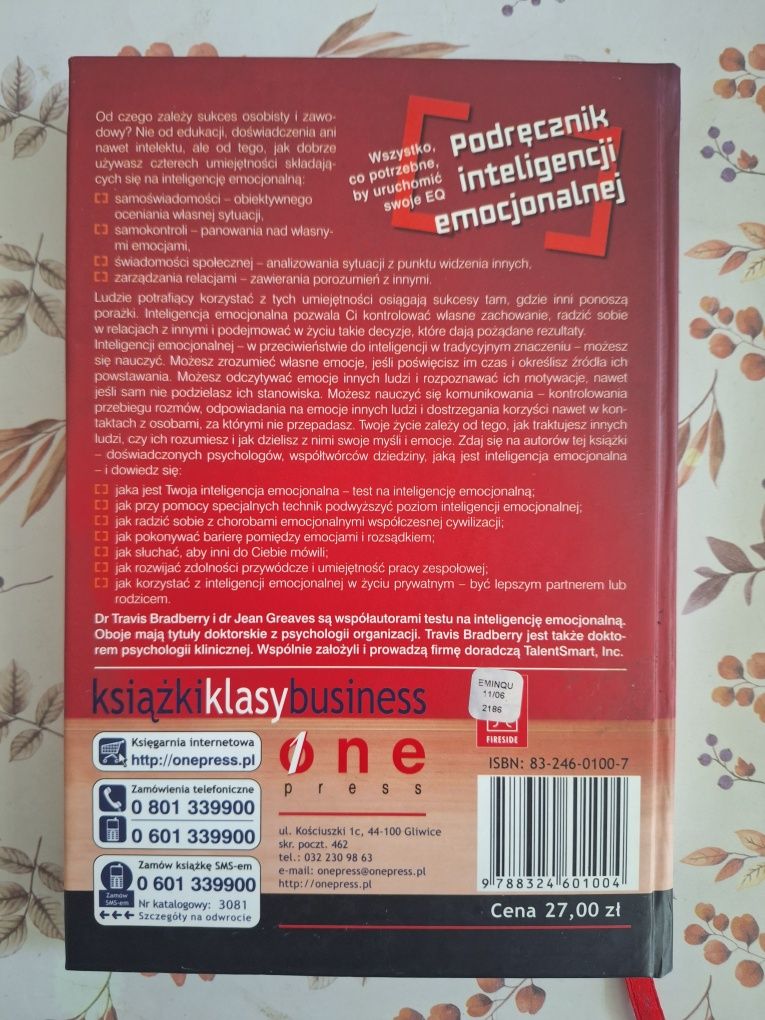 Od czego zależy sukces osobisty i zawo-
dowy? Nie od edukacji, doświadczenia ani
nawet intelektu, ale od tego, jak dobrze
używasz czterech umiejętności składają-
cych się na inteligencję emocjonalną:
samoświadomości – obiektywnego
oceniania własnej sytuacji,
samokontroli – panowania nad własny-
mi emocjami,
świadomości społecznej – analizowania sytuacji z punktu widzenia innych,
zarządzania relacjami – zawierania porozumień z innymi.
Wszystko,
co potrzebne,
by uruchomić
swoje EQ
Podręcznik
inteligencji
emocjonalnej
Ludzie potrafiący korzystać z tych umiejętności osiągają sukcesy tam, gdzie inni ponoszą
porażki. Inteligencja emocjonalna pozwala Ci kontrolować własne zachowanie, radzić sobie
w relacjach z innymi i podejmować w życiu takie decyzje, które dają pożądane rezultaty.
Inteligencji emocjonalnej – w przeciwieństwie do inteligencji w tradycyjnym znaczeniu – możesz
się nauczyć. Możesz zrozumieć własne emocje, jeśli poświęcisz im czas i określisz źródła ich
powstawania. Możesz odczytywać emocje innych ludzi i rozpoznawać ich motywacje, nawet
jeśli sam nie podzielasz ich stanowiska. Możesz nauczyć się komunikowania – kontrolowania
przebiegu rozmów, odpowiadania na emocje innych ludzi i dostrzegania korzyści nawet w kon-
taktach z osobami, za którymi nie przepadasz. Twoje życie zależy od tego, jak traktujesz innych
ludzi, czy ich rozumiesz i jak dzielisz z nimi swoje myśli i emocje. Zdaj się na autorów tej książki
– doświadczonych psychologów, współtwórców dziedziny, jaką jest inteligencja emocjonalna
– i dowiedz się:
jaka jest Twoja inteligencja emocjonalna – test na inteligencję emocjonalną;
jak przy pomocy specjalnych technik podwyższyć poziom inteligencji emocjonalnej;
jak radzić sobie z chorobami emocjonalnymi współczesnej cywilizacji;
jak pokonywać barierę pomiędzy emocjami i rozsądkiem;
jak słuchać, aby inni do Ciebie mówili;
jak rozwijać zdolności przywódcze i umiejętność pracy zespołowej;
jak korzystać z inteligencji emocjonalnej w życiu prywatnym – być lepszym partnerem lub
rodzicem.
Dr Travis Bradberry i dr Jean Greaves są współautorami testu na inteligencję emocjonalną.
Oboje mają tytuły doktorskie z psychologii organizacji. Travis Bradberry jest także dokto-
rem psychologii klinicznej. Wspólnie założyli i prowadzą firmę doradczą TalentSmart, Inc.
książkiklasybusiness
EMINQU
11/06
2186
FIRESIDE
Księgarnia internetowa
http://onepress.pl
Zamówienia telefoniczne
0 801 339900
0 601 339900
Zamów książkę SMS-em
0 601 339900
Zamów
SMS-em
Nr katalogowy: 3081
Szczegóły na odwrocie
1
one
press
ul. Kościuszki 1c, 44-100 Gliwice
skr. poczt. 462
tel.: 032 230 98 63
e-mail: onepress@onepress.pl
http://onepress.pl
ISBN: 83-246-0100-7
9 788324 601004
Cena 27,00 zł